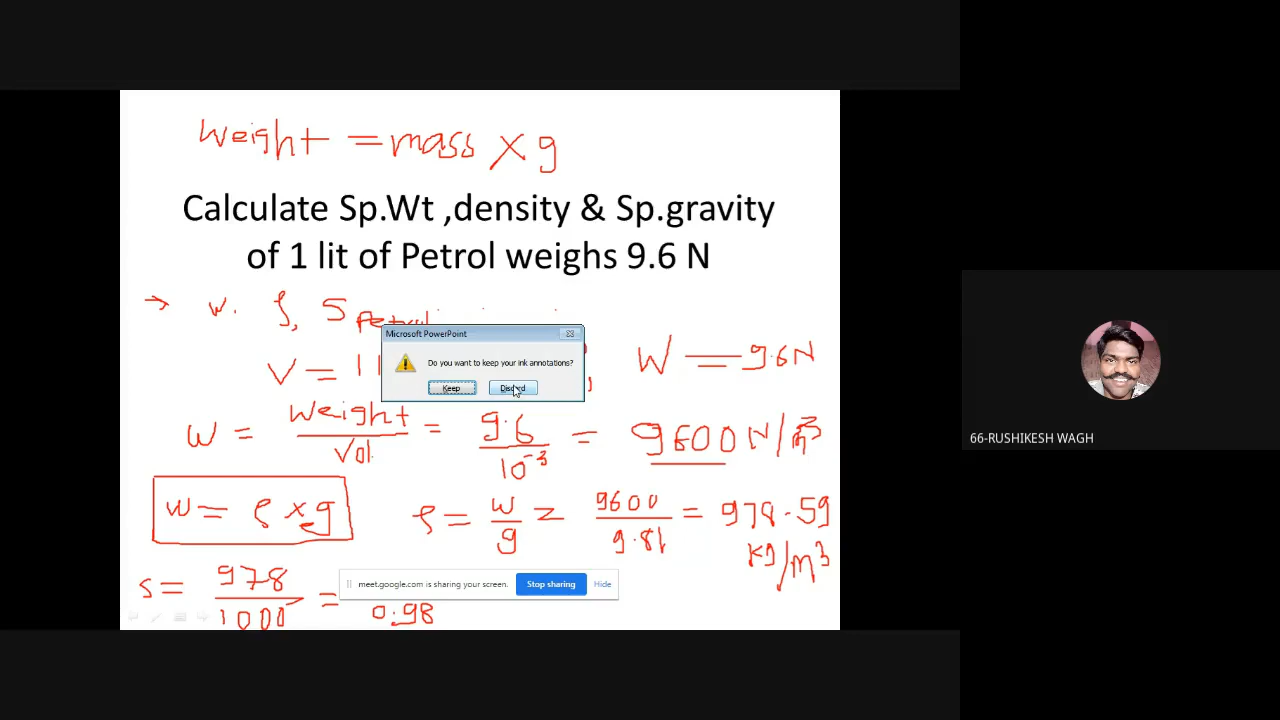 weight = mass × g
Calculate Sp.Wt ,density & Sp.gravity
of 1 lit of Petrol weighs 9.6 N
→ w. ρ, S Petrol
Microsoft PowerPoint
Do you want to keep your ink annotations?
Keep Discard
V = 1 , W = 9.6N
w = Weight / Vol = 9.6 / 10⁻³ = 9600 N/m³
w = ρ × g ρ = w / g = 9600 / 9.81 = 978.59
kg/m³
S = 978 / 1000 = 0.98
meet.google.com is sharing your screen. Stop sharing Hide
66-RUSHIKESH WAGH